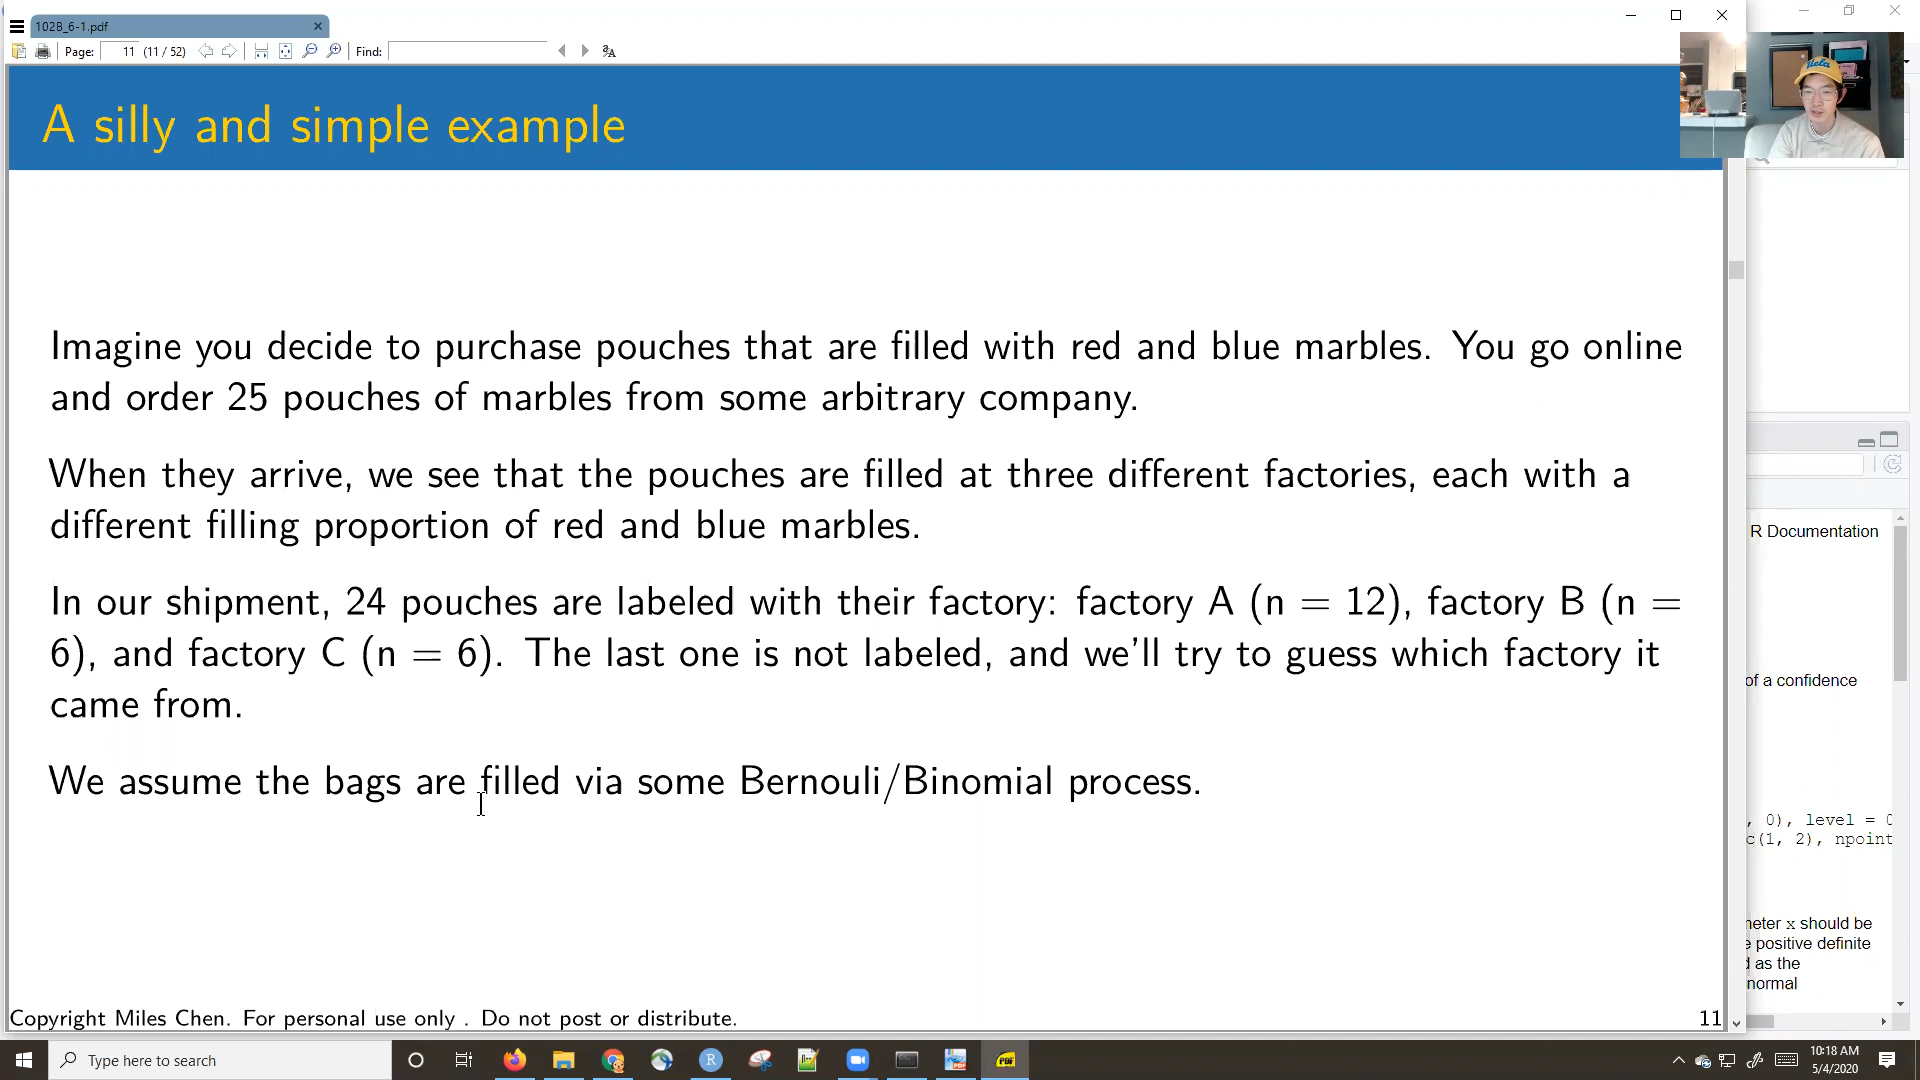 102B_6-1.pdf
Page: 11 (11 / 52) Find:
A silly and simple example
Imagine you decide to purchase pouches that are filled with red and blue marbles. You go online
and order 25 pouches of marbles from some arbitrary company.
When they arrive, we see that the pouches are filled at three different factories, each with a
different filling proportion of red and blue marbles.
In our shipment, 24 pouches are labeled with their factory: factory A (n = 12), factory B (n =
6), and factory C (n = 6). The last one is not labeled, and we'll try to guess which factory it
came from.
We assume the bags are filled via some Bernouli/Binomial process.
Copyright Miles Chen. For personal use only . Do not post or distribute.
11
R Documentation
of a confidence
, 0), level = 0
c(1, 2), npoint
neter x should be
positive definite
as the
normal
Type here to search
10:18 AM
5/4/2020